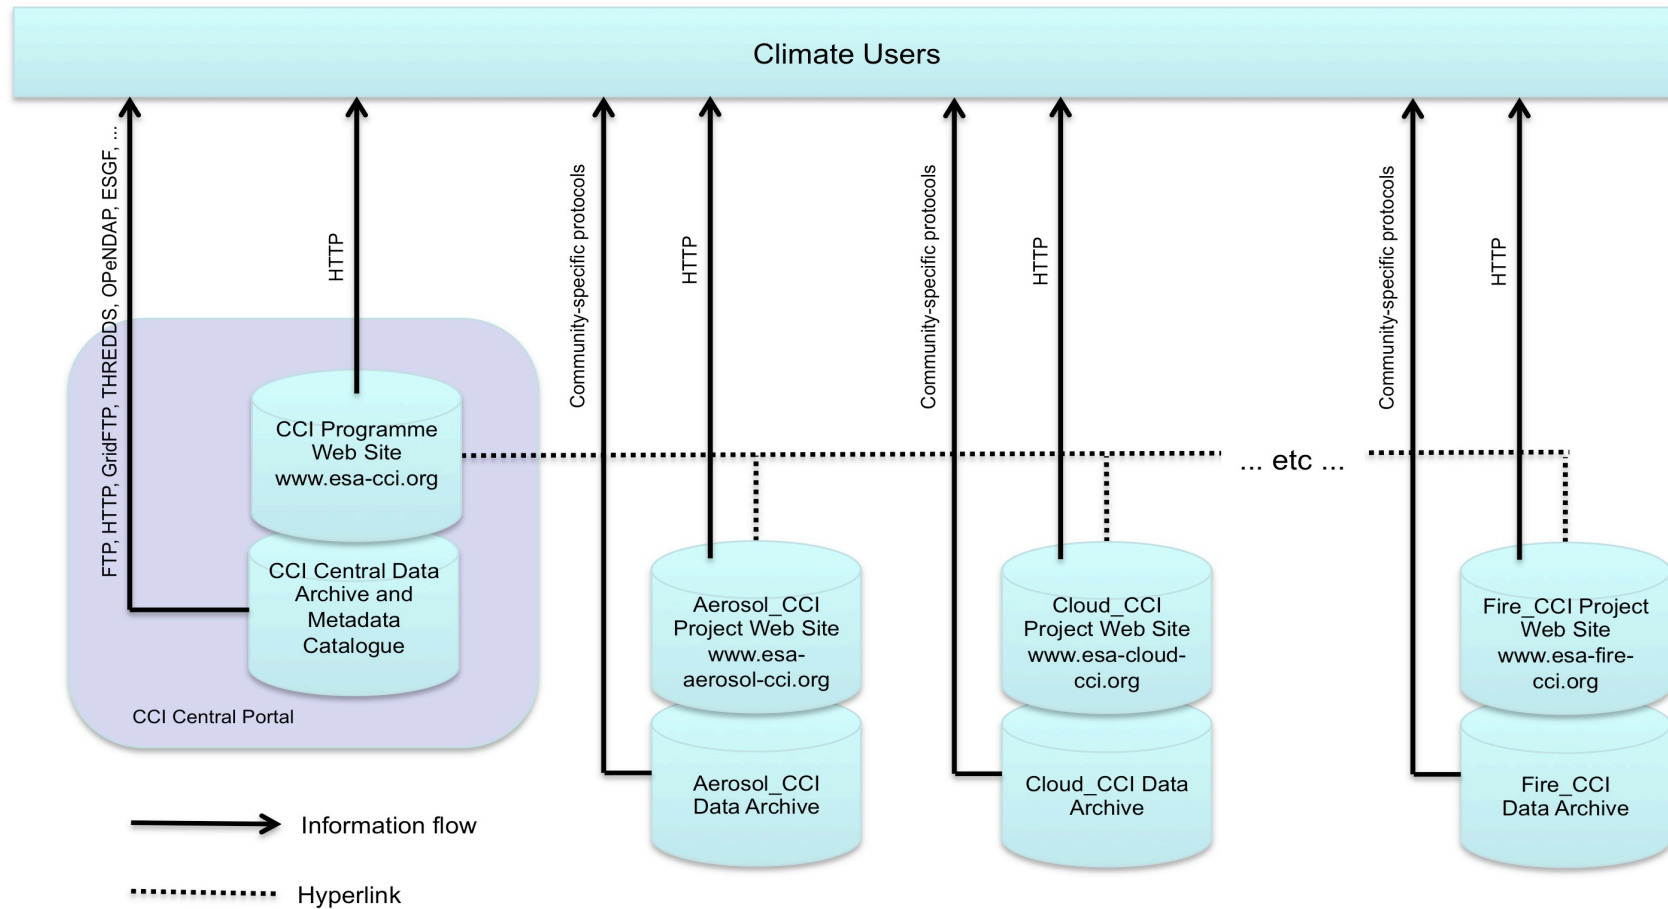 Climate Users
FTP, HTTP, GridFTP, THREDDS, OPeNDAP, ESGF, ...
HTTP
Community-specific protocols
HTTP
Community-specific protocols
HTTP
Community-specific protocols
HTTP
CCI Programme
Web Site
www.esa-cci.org
... etc ...
CCI Central Data
Archive and
Metadata
Catalogue
CCI Central Portal
Aerosol_CCI
Project Web Site
www.esa-
aerosol-cci.org
Cloud_CCI
Project Web Site
www.esa-cloud-
cci.org
Fire_CCI Project
Web Site
www.esa-fire-
cci.org
Aerosol_CCI
Data Archive
Cloud_CCI Data
Archive
Fire_CCI
Data Archive
Information flow
Hyperlink